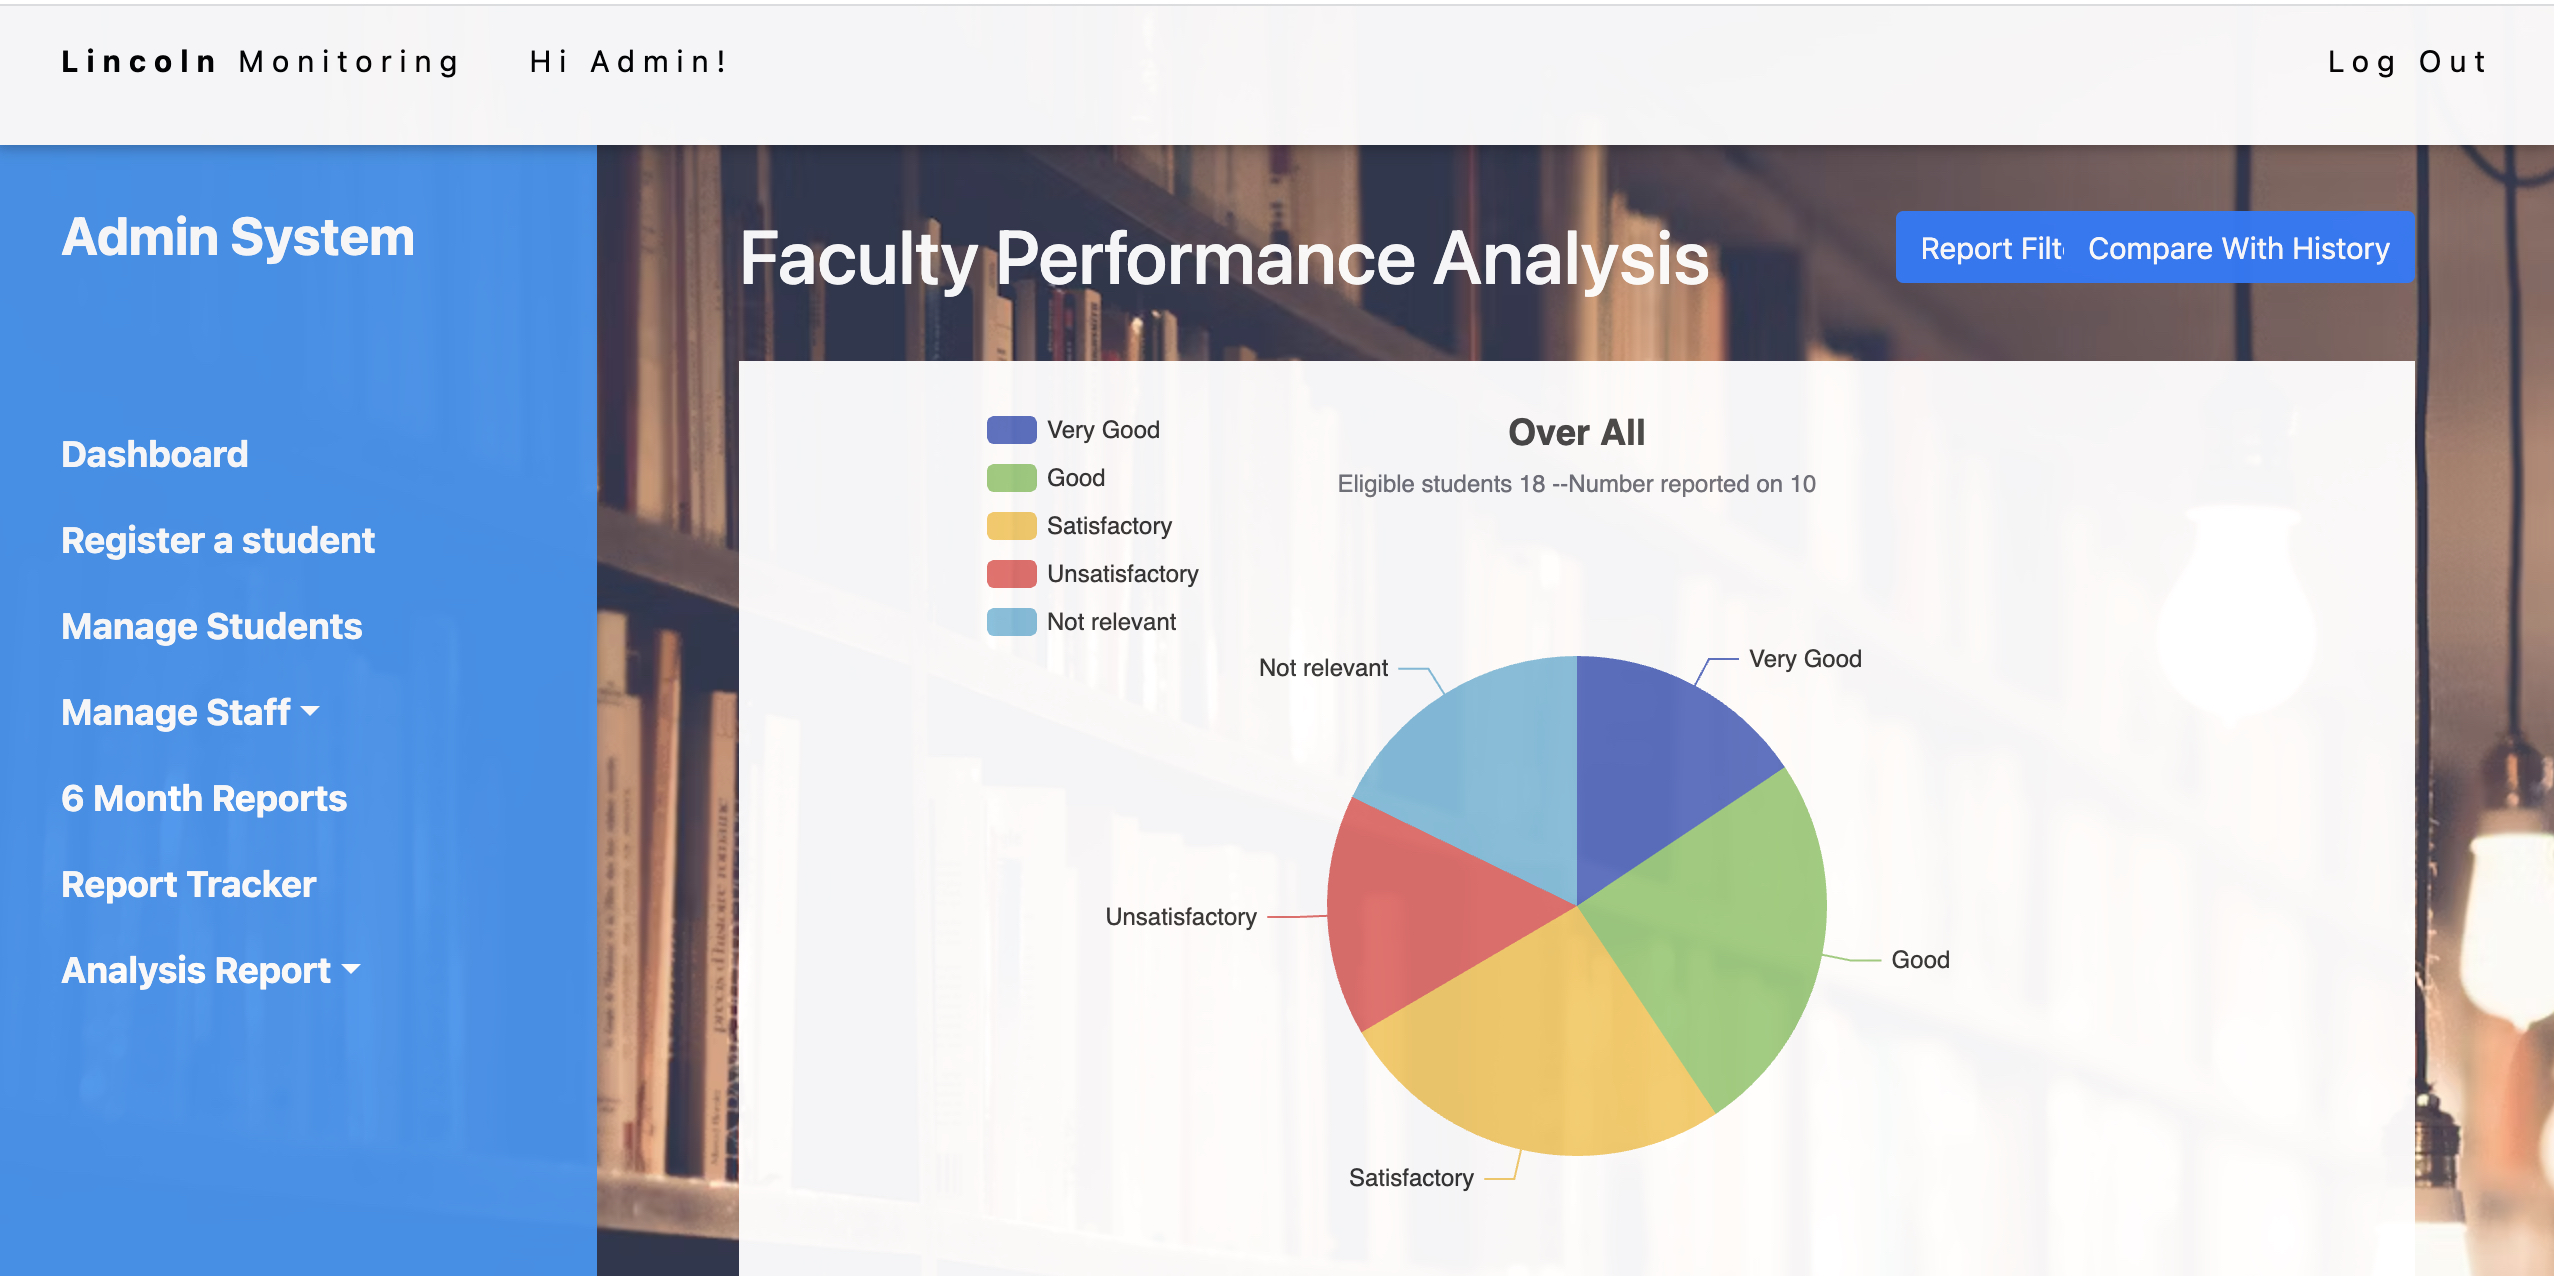 Lincoln Monitoring Hi Admin! Log Out
Admin System
Dashboard
Register a student
Manage Students
Manage Staff
6 Month Reports
Report Tracker
Analysis Report
Faculty Performance Analysis
Report Filt
Compare With History
Over All
Eligible students 18 --Number reported on 10
Very Good
Good
Satisfactory
Unsatisfactory
Not relevant
Not relevant
Very Good
Unsatisfactory
Good
Satisfactory